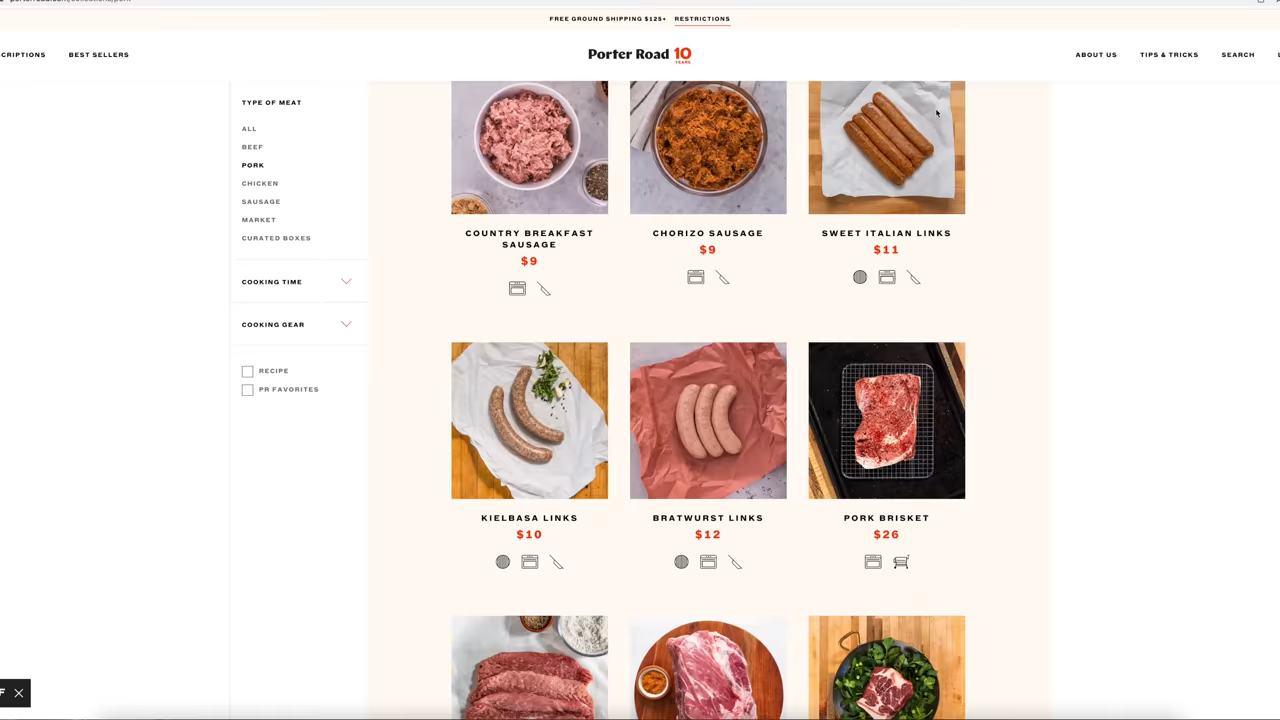 FREE GROUND SHIPPING $125+ RESTRICTIONS
BEST SELLERS
Porter Road 10 YEARS
ABOUT US TIPS & TRICKS SEARCH
TYPE OF MEAT
ALL
BEEF
PORK
CHICKEN
SAUSAGE
MARKET
CURATED BOXES
COOKING TIME
COOKING GEAR
RECIPE
PR FAVORITES
COUNTRY BREAKFAST
SAUSAGE
$9
CHORIZO SAUSAGE
$9
SWEET ITALIAN LINKS
$11
KIELBASA LINKS
$10
BRATWURST LINKS
$12
PORK BRISKET
$26